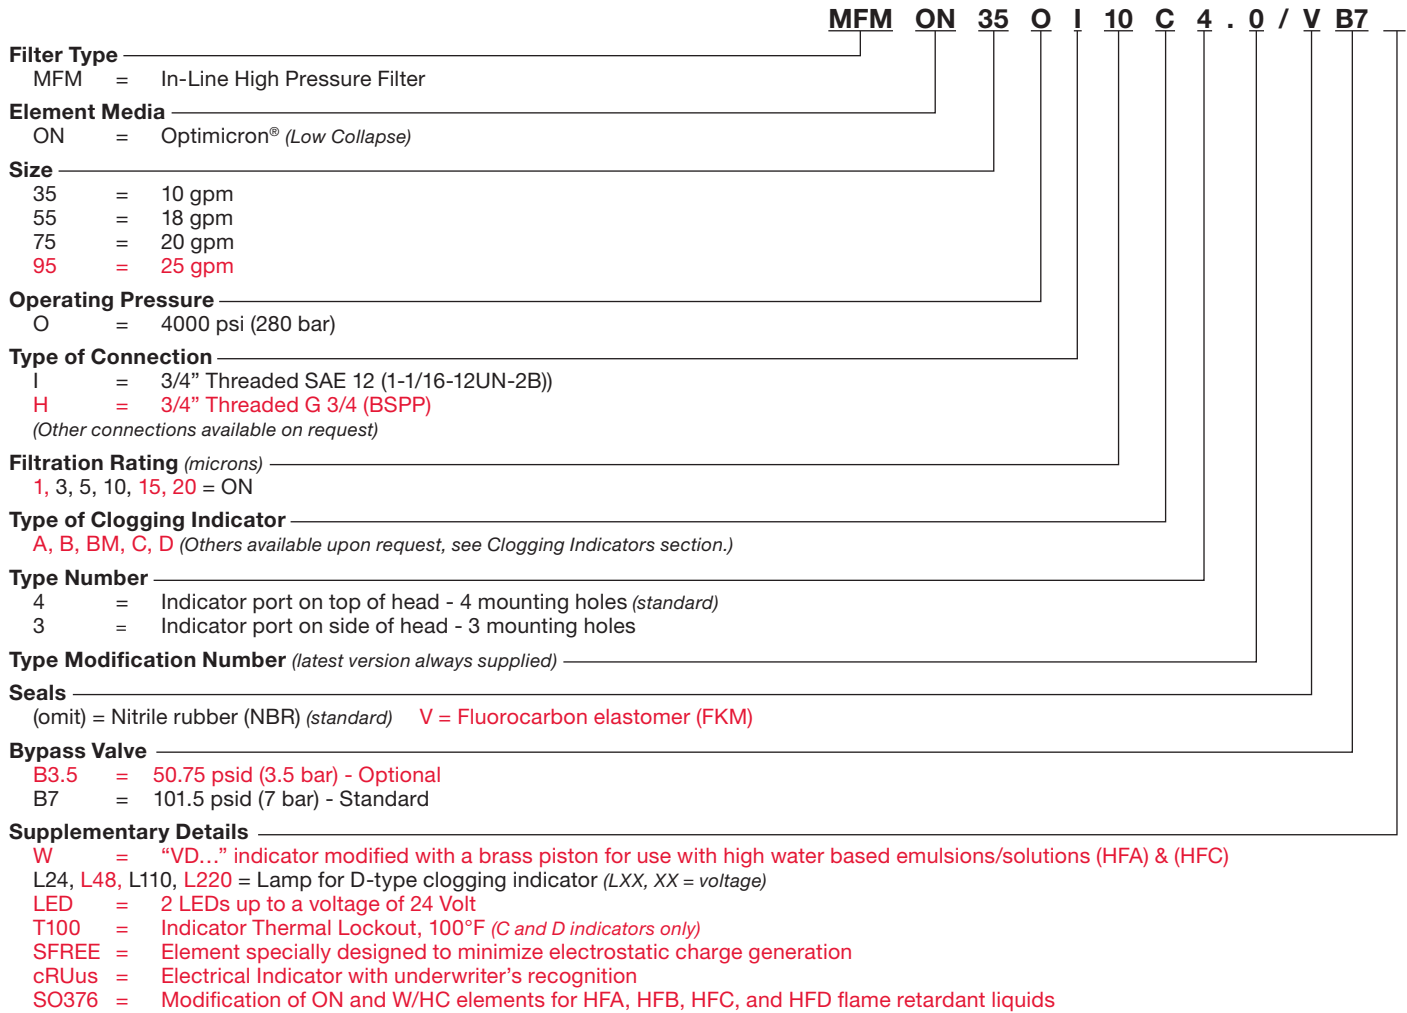 MFM ON 35 O I 10 C 4 . 0 / V B7
Filter Type
MFM = In-Line High Pressure Filter
Element Media
ON = Optimicron® (Low Collapse)
Size
35 = 10 gpm
55 = 18 gpm
75 = 20 gpm
95 = 25 gpm
Operating Pressure
O = 4000 psi (280 bar)
Type of Connection
I = 3/4” Threaded SAE 12 (1-1/16-12UN-2B))
H = 3/4” Threaded G 3/4 (BSPP)
(Other connections available on request)
Filtration Rating (microns)
1, 3, 5, 10, 15, 20 = ON
Type of Clogging Indicator
A, B, BM, C, D (Others available upon request, see Clogging Indicators section.)
Type Number
4 = Indicator port on top of head - 4 mounting holes (standard)
3 = Indicator port on side of head - 3 mounting holes
Type Modification Number (latest version always supplied)
Seals
(omit) = Nitrile rubber (NBR) (standard) V = Fluorocarbon elastomer (FKM)
Bypass Valve
B3.5 = 50.75 psid (3.5 bar) - Optional
B7 = 101.5 psid (7 bar) - Standard
Supplementary Details
W = “VD…” indicator modified with a brass piston for use with high water based emulsions/solutions (HFA) & (HFC)
L24, L48, L110, L220 = Lamp for D-type clogging indicator (LXX, XX = voltage)
LED = 2 LEDs up to a voltage of 24 Volt
T100 = Indicator Thermal Lockout, 100°F (C and D indicators only)
SFREE = Element specially designed to minimize electrostatic charge generation
cRUus = Electrical Indicator with underwriter’s recognition
SO376 = Modification of ON and W/HC elements for HFA, HFB, HFC, and HFD flame retardant liquids